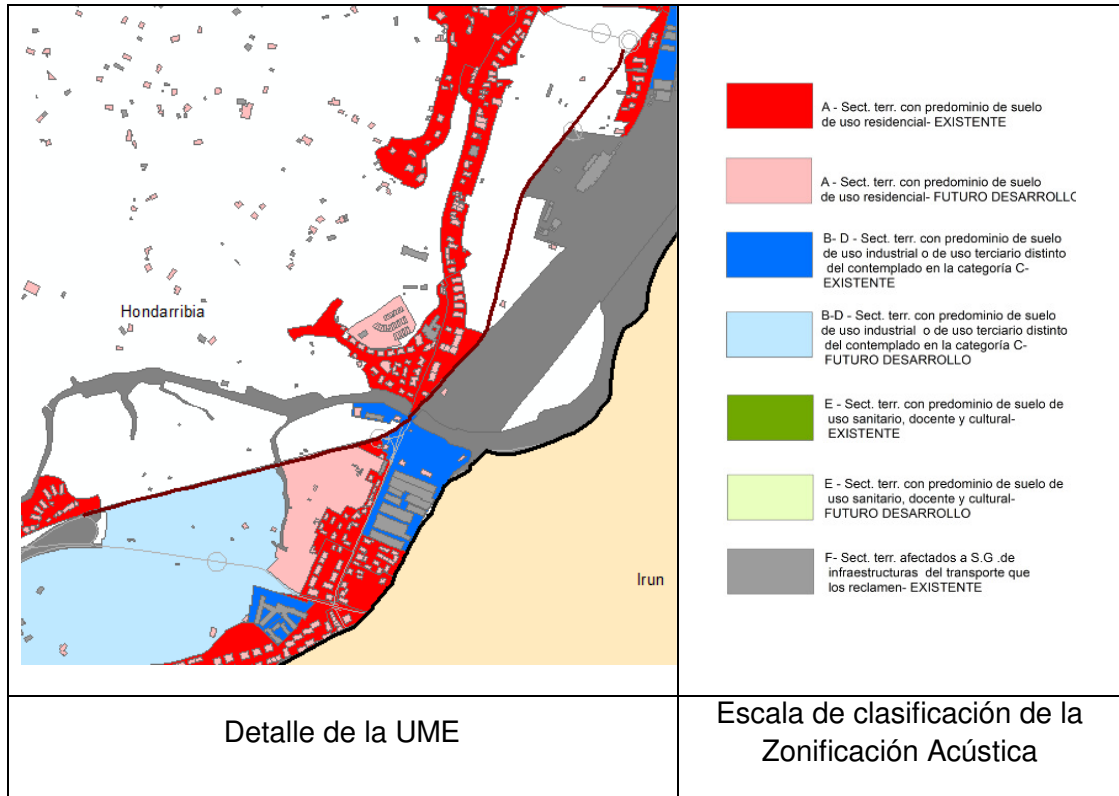 Hondarribia
Irun
A - Sect. terr. con predominio de suelo
de uso residencial- EXISTENTE
A - Sect. terr. con predominio de suelo
de uso residencial- FUTURO DESARROLLO
B- D - Sect. terr. con predominio de suelo
de uso industrial o de uso terciario distinto
del contemplado en la categoría C-
EXISTENTE
B-D - Sect. terr. con predominio de suelo
de uso industrial o de uso terciario distinto
del contemplado en la categoría C-
FUTURO DESARROLLO
E - Sect. terr. con predominio de suelo de
uso sanitario, docente y cultural-
EXISTENTE
E - Sect. terr. con predominio de suelo de
uso sanitario, docente y cultural-
FUTURO DESARROLLO
F- Sect. terr. afectados a S.G .de
infraestructuras del transporte que
los reclamen- EXISTENTE
Detalle de la UME
Escala de clasificación de la
Zonificación Acústica